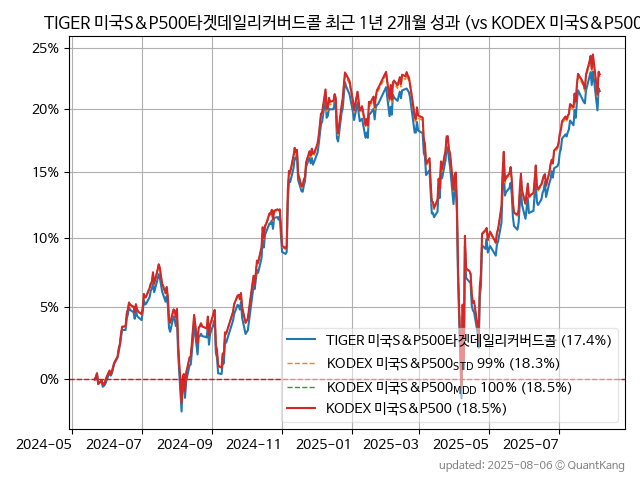 TIGER 미국S&P500타겟데일리커버드콜 최근 1년 2개월 성과 (vs KODEX 미국S&P500
25%
20%
15%
10%
5%
0%
TIGER 미국S&P500타겟데일리커버드콜 (17.4%)
KODEX 미국S&P500STD 99% (18.3%)
KODEX 미국S&P500MDD 100% (18.5%)
KODEX 미국S&P500 (18.5%)
2024-05 2024-07 2024-09 2024-11 2025-01 2025-03 2025-05 2025-07
updated: 2025-08-06 © QuantKang